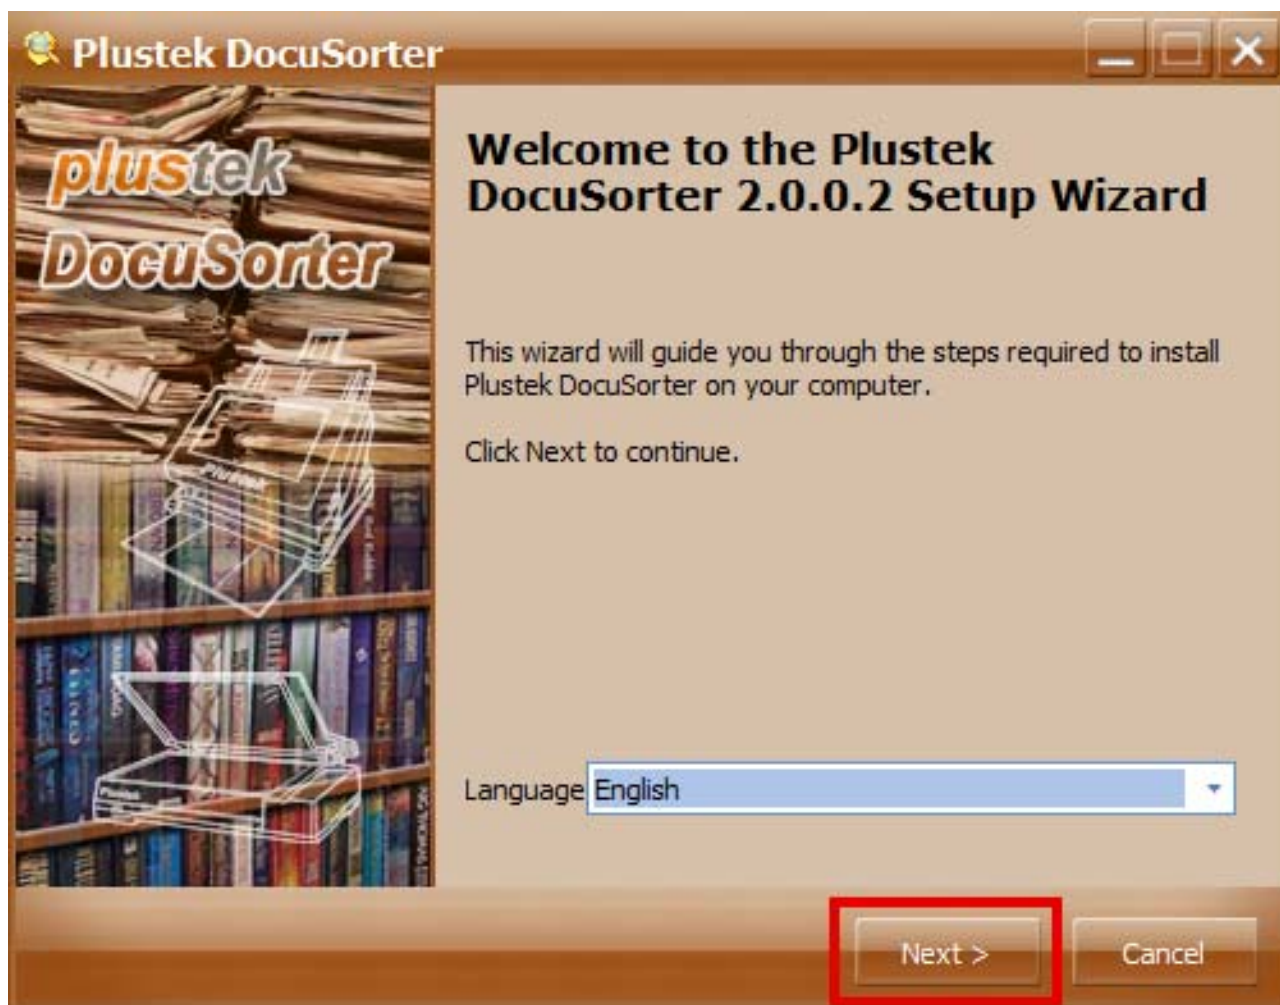 Plustek DocuSorter
plustek
DocuSorter
Welcome to the Plustek
DocuSorter 2.0.0.2 Setup Wizard
This wizard will guide you through the steps required to install
Plustek DocuSorter on your computer.
Click Next to continue.
Plustek
Language English
Next >
Cancel